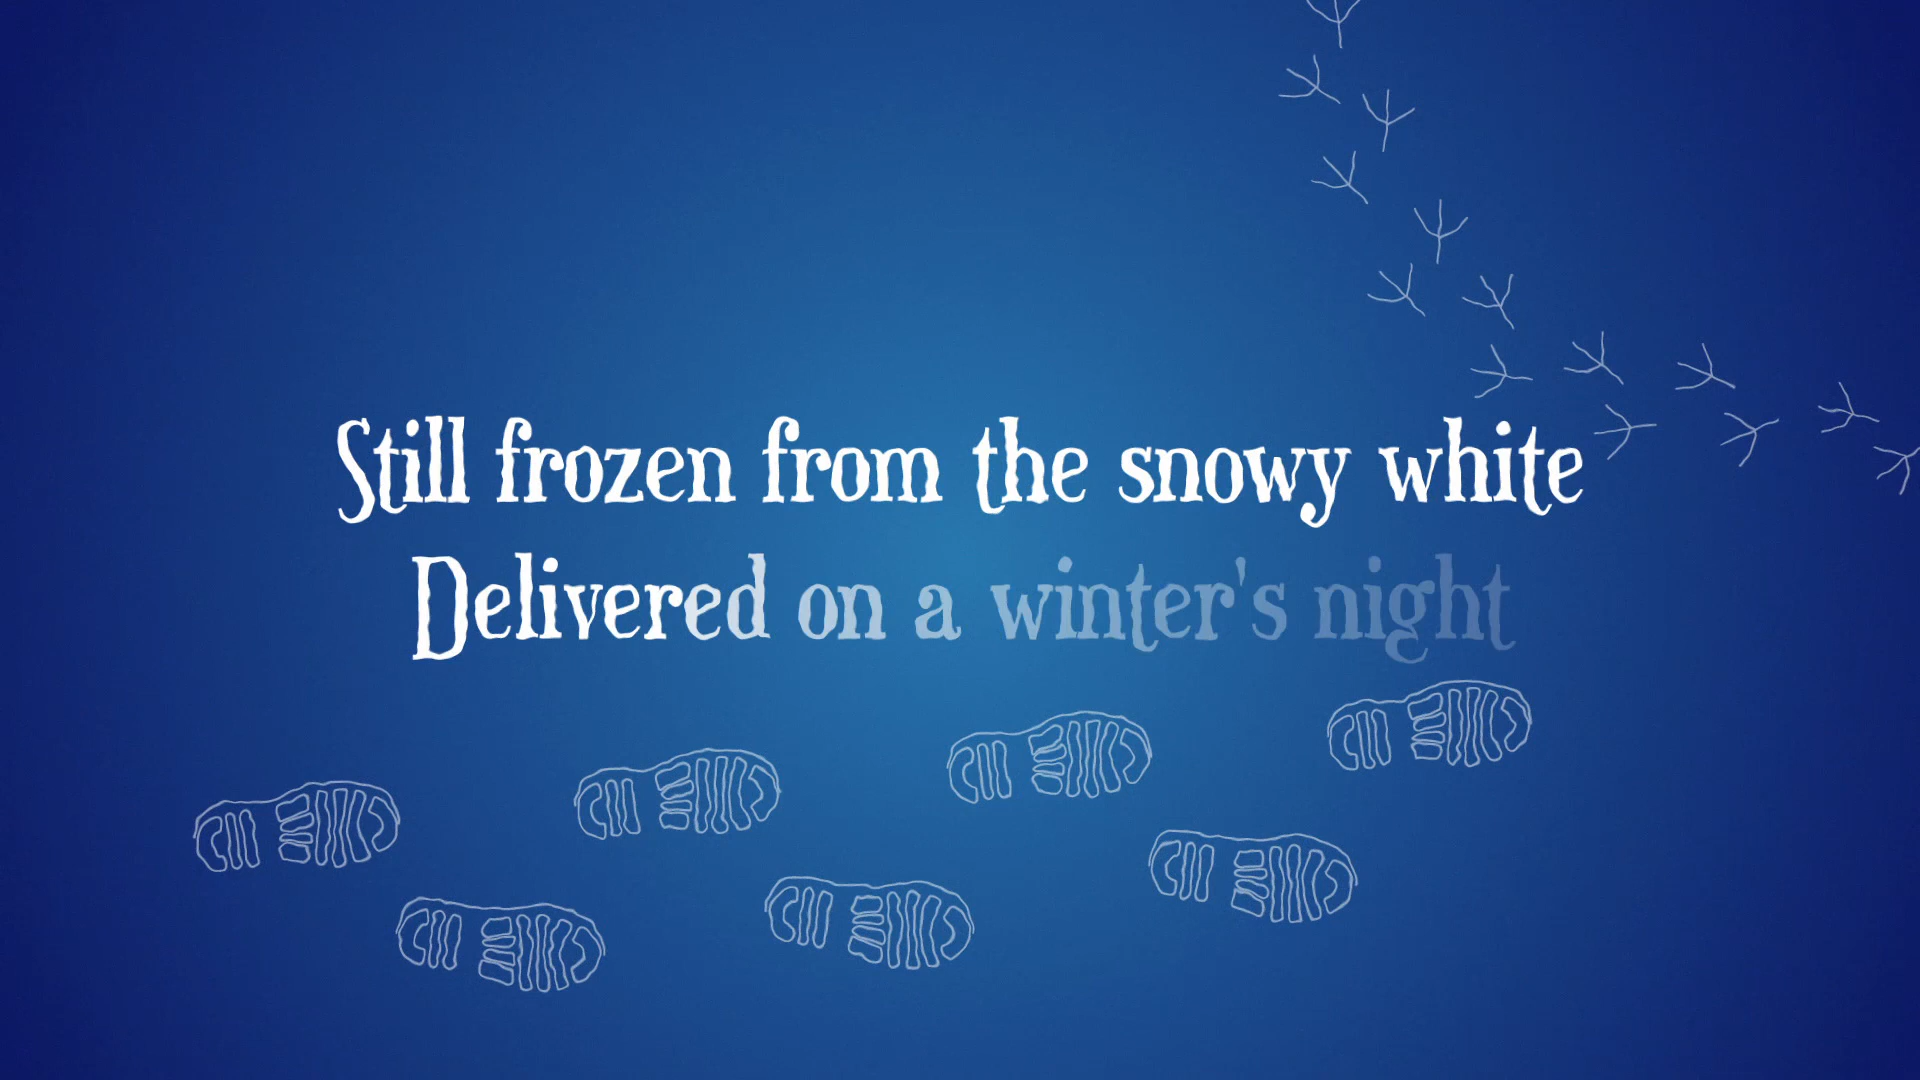 Still frozen from the snowy white
Delivered on a winter's night